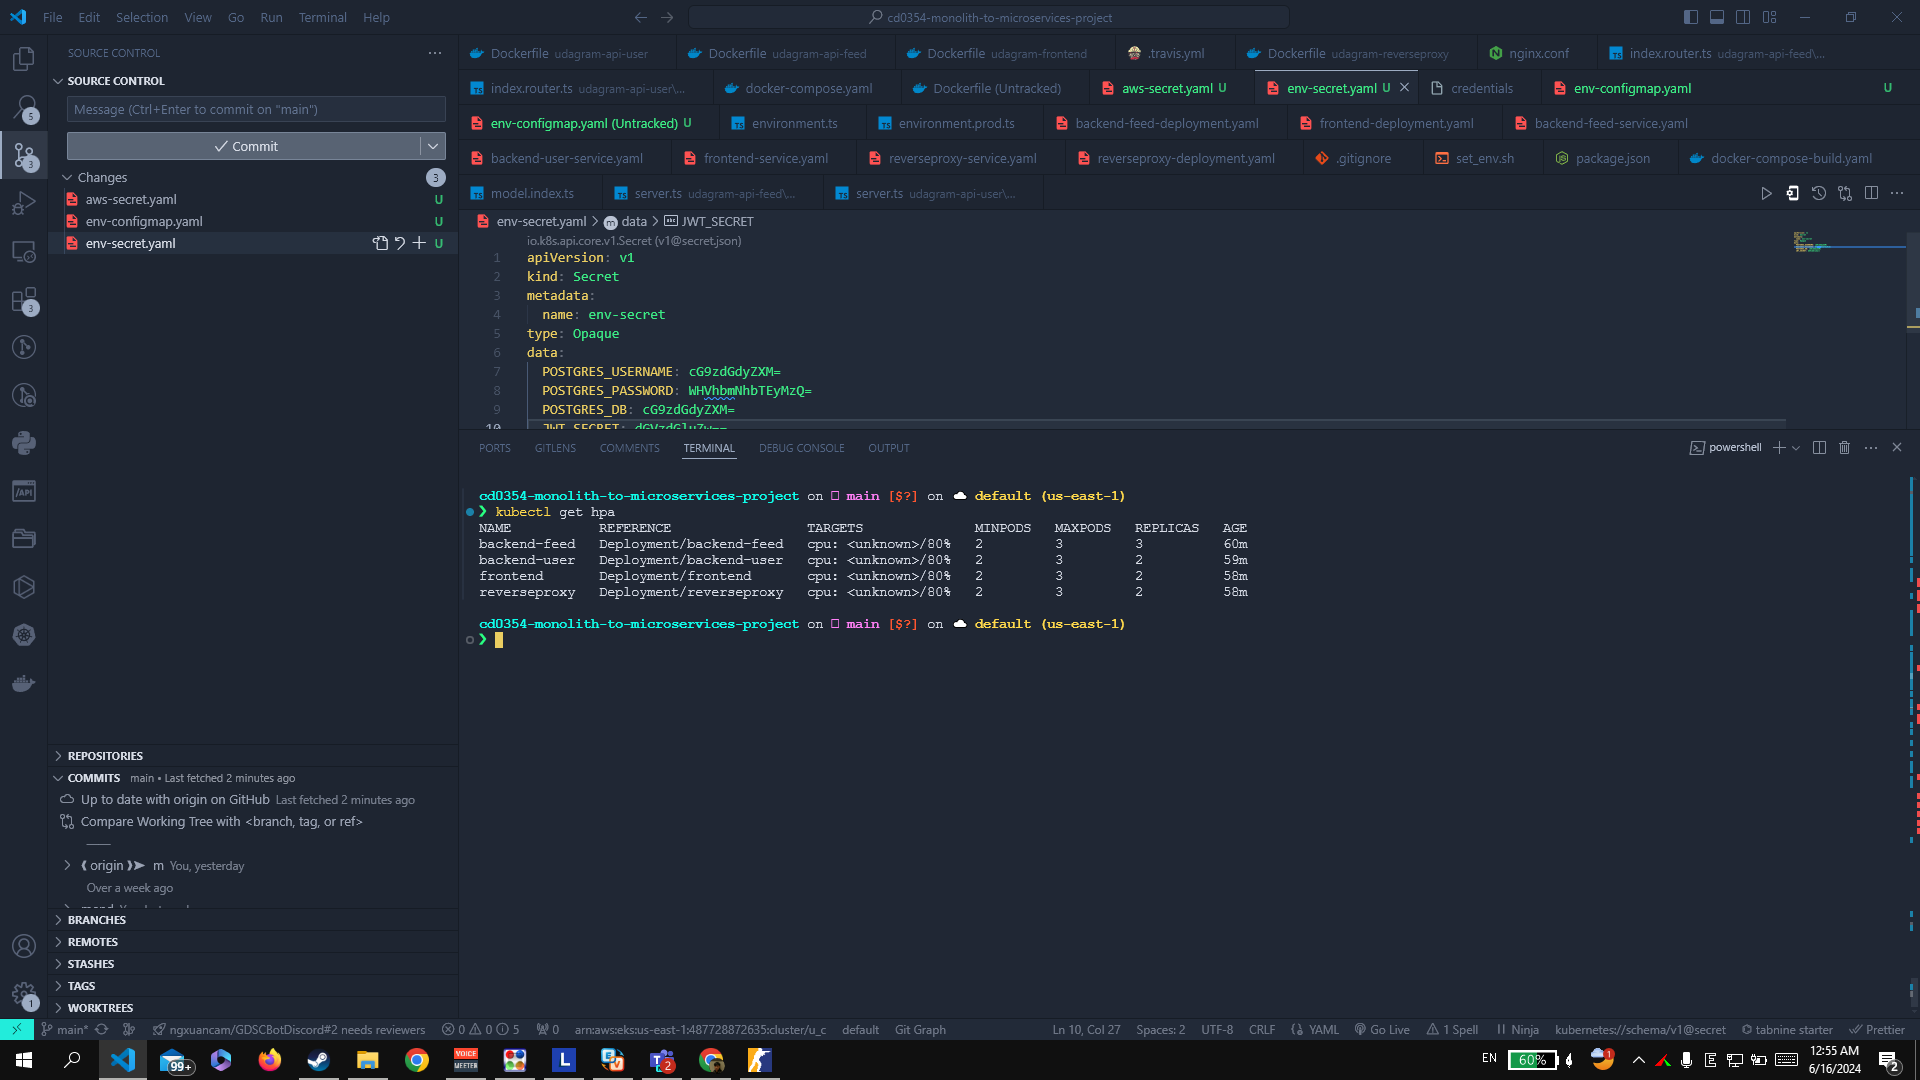 File Edit Selection View Go Run Terminal Help
cd0354-monolith-to-microservices-project
SOURCE CONTROL
SOURCE CONTROL
5
Message (Ctrl+Enter to commit on "main")
3
Commit
Changes 3
aws-secret.yaml U
env-configmap.yaml U
env-secret.yaml U
3
/API
REPOSITORIES
COMMITS main • Last fetched 2 minutes ago
Up to date with origin on GitHub Last fetched 2 minutes ago
Compare Working Tree with <branch, tag, or ref>
origin m You, yesterday
Over a week ago
BRANCHES
REMOTES
STASHES
TAGS
1
WORKTREES
Dockerfile udagram-api-user Dockerfile udagram-api-feed Dockerfile udagram-frontend .travis.yml Dockerfile udagram-reverseproxy nginx.conf index.router.ts udagram-api-feed\...
index.router.ts udagram-api-user\... docker-compose.yaml Dockerfile (Untracked) aws-secret.yaml U env-secret.yaml U credentials env-configmap.yaml U
env-configmap.yaml (Untracked) U environment.ts environment.prod.ts backend-feed-deployment.yaml frontend-deployment.yaml backend-feed-service.yaml
backend-user-service.yaml frontend-service.yaml reverseproxy-service.yaml reverseproxy-deployment.yaml .gitignore set_env.sh package.json docker-compose-build.yaml
model.index.ts server.ts udagram-api-feed\... server.ts udagram-api-user\...
env-secret.yaml > data > JWT_SECRET
io.k8s.api.core.v1.Secret (v1@secret.json)
1 apiVersion: v1
2 kind: Secret
3 metadata:
4 name: env-secret
5 type: Opaque
6 data:
7 POSTGRES_USERNAME: cG9zdGdyZXM=
8 POSTGRES_PASSWORD: WHVhbmNhbTEyMzQ=
9 POSTGRES_DB: cG9zdGdyZXM=
10 JWT_SECRET: dGVzdGluZw==
PORTS GITLENS COMMENTS TERMINAL DEBUG CONSOLE OUTPUT powershell
cd0354-monolith-to-microservices-project on main [$?] on default (us-east-1)
❯ kubectl get hpa
NAME REFERENCE TARGETS MINPODS MAXPODS REPLICAS AGE
backend-feed Deployment/backend-feed cpu: <unknown>/80% 2 3 3 60m
backend-user Deployment/backend-user cpu: <unknown>/80% 2 3 2 59m
frontend Deployment/frontend cpu: <unknown>/80% 2 3 2 58m
reverseproxy Deployment/reverseproxy cpu: <unknown>/80% 2 3 2 58m
cd0354-monolith-to-microservices-project on main [$?] on default (us-east-1)
❯
main* ngxuancam/GDSCBotDiscord#2 needs reviewers 0 0 5 0 arn:aws:eks:us-east-1:487728872635:cluster/u_c default Git Graph Ln 10, Col 27 Spaces: 2 UTF-8 CRLF YAML Go Live 1 Spell Ninja kubernetes://schema/v1@secret tabnine starter Prettier
99+ VOICE MEETER L 2 EN 60% 1 12:55 AM
6/16/2024 2